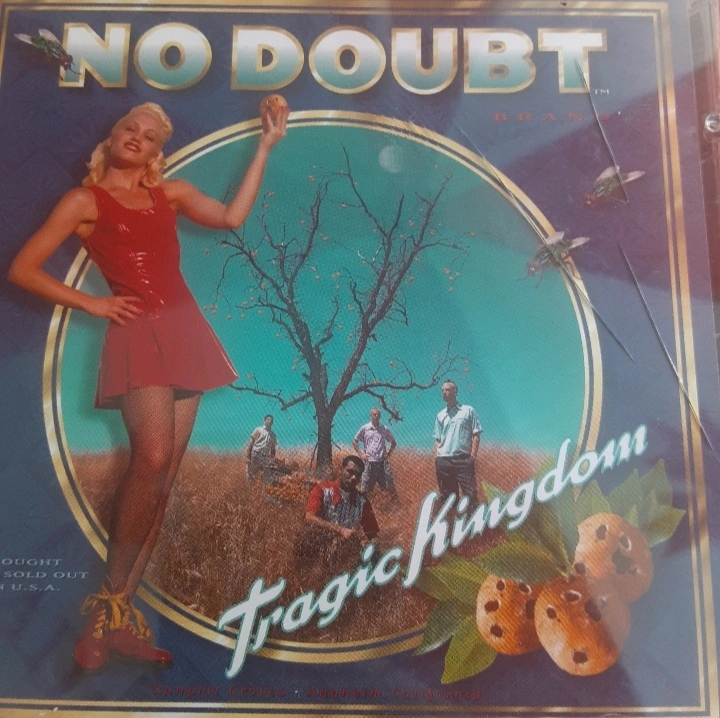 NO DOUBT
TM
BRAND
Tragic Kingdom
OUGHT
SOLD OUT
N U.S.A.